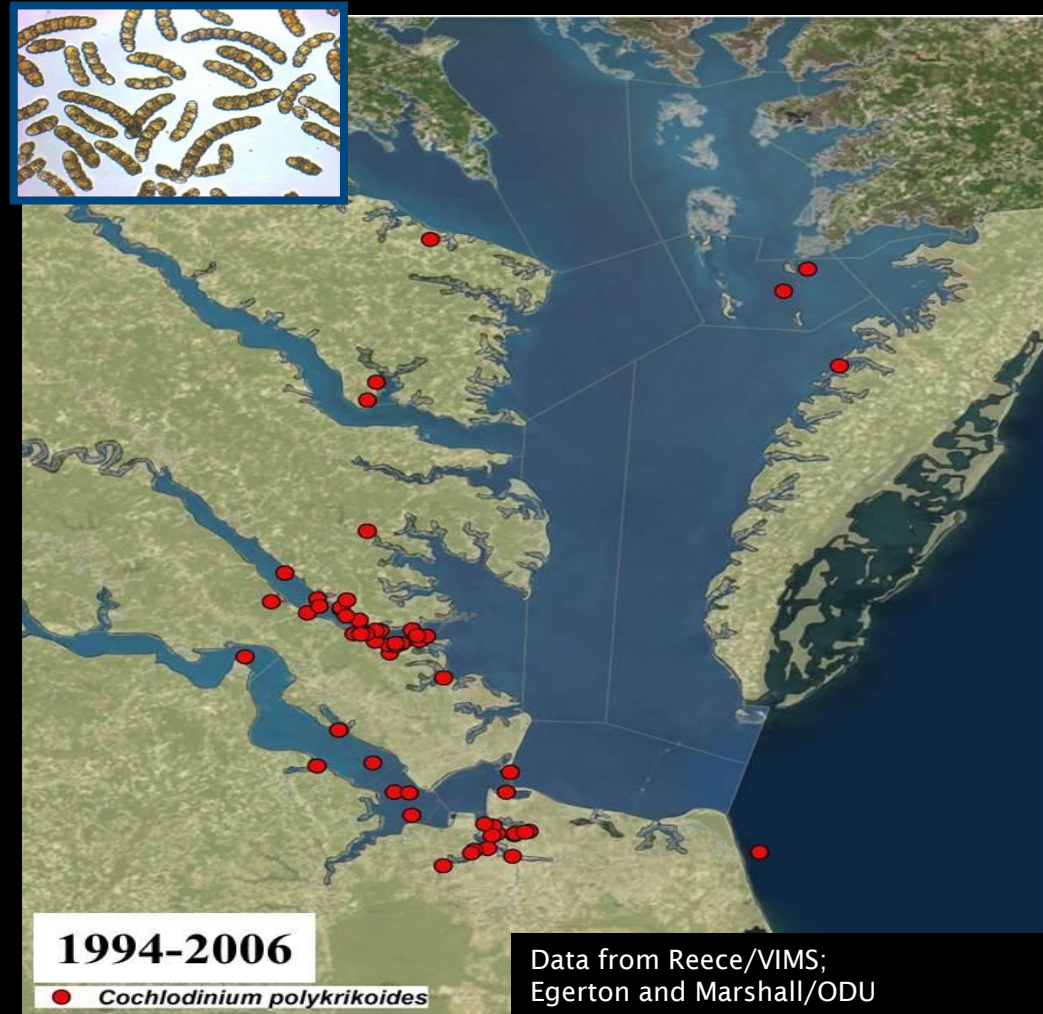 1994-2006
Cochlodinium polykrikoides
Data from Reece/VIMS;
Egerton and Marshall/ODU